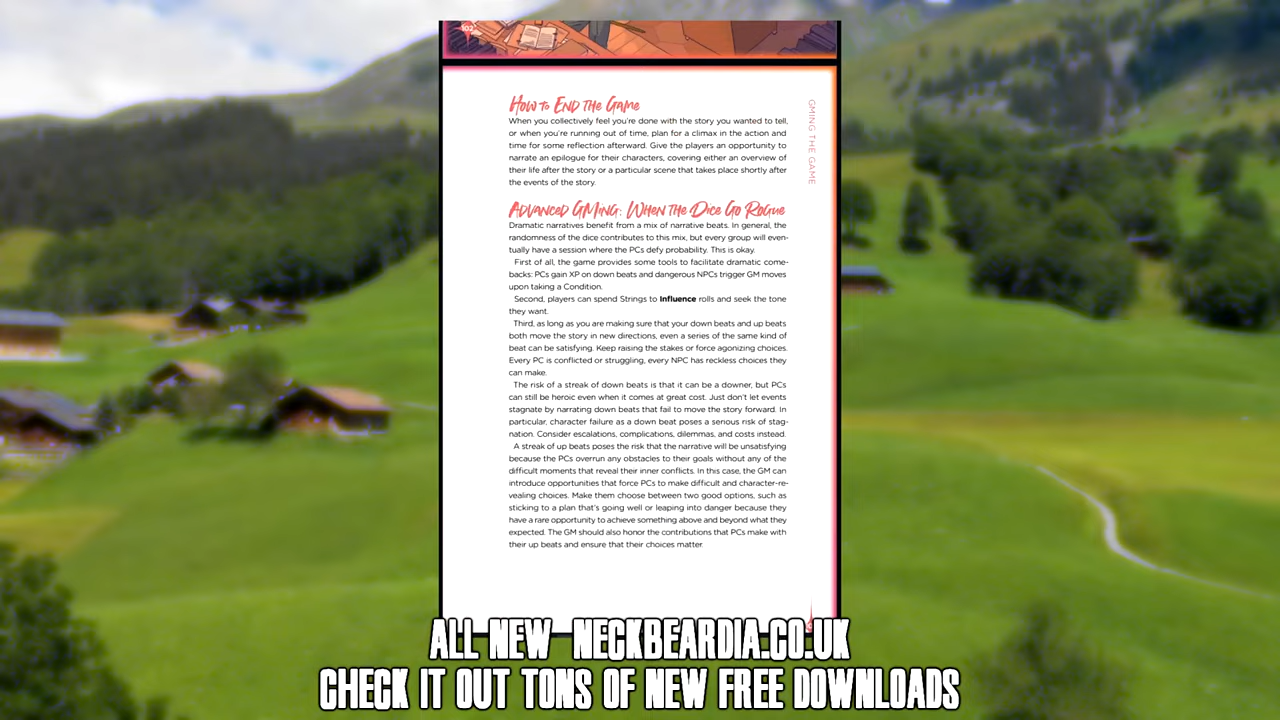 102
How to End the Game
When you collectively feel you're done with the story you wanted to tell,
or when you're running out of time, plan for a climax in the action and
time for some reflection afterward. Give the players an opportunity to
narrate an epilogue for their characters, covering either an overview of
their life after the story or a particular scene that takes place shortly after
the events of the story.
GMING THE GAME
Advanced GMing: When the Dice Go Rogue
Dramatic narratives benefit from a mix of narrative beats. In general, the
randomness of the dice contributes to this mix, but every group will even-
tually have a session where the PCs defy probability. This is okay.
First of all, the game provides some tools to facilitate dramatic come-
backs: PCs gain XP on down beats and dangerous NPCs trigger GM moves
upon taking a Condition.
Second, players can spend Strings to Influence rolls and seek the tone
they want.
Third, as long as you are making sure that your down beats and up beats
both move the story in new directions, even a series of the same kind of
beat can be satisfying. Keep raising the stakes or force agonizing choices.
Every PC is conflicted or struggling, every NPC has reckless choices they
can make.
The risk of a streak of down beats is that it can be a downer, but PCs
can still be heroic even when it comes at great cost. Just don't let events
stagnate by narrating down beats that fail to move the story forward. In
particular, character failure as a down beat poses a serious risk of stag-
nation. Consider escalations, complications, dilemmas, and costs instead.
A streak of up beats poses the risk that the narrative will be unsatisfying
because the PCs overrun any obstacles to their goals without any of the
difficult moments that reveal their inner conflicts. In this case, the GM can
introduce opportunities that force PCs to make difficult and character-re-
vealing choices. Make them choose between two good options, such as
sticking to a plan that's going well or leaping into danger because they
have a rare opportunity to achieve something above and beyond what they
expected. The GM should also honor the contributions that PCs make with
their up beats and ensure that their choices matter.
ALL NEW NECKBEARDIA.CO.UK
CHECK IT OUT TONS OF NEW FREE DOWNLOADS